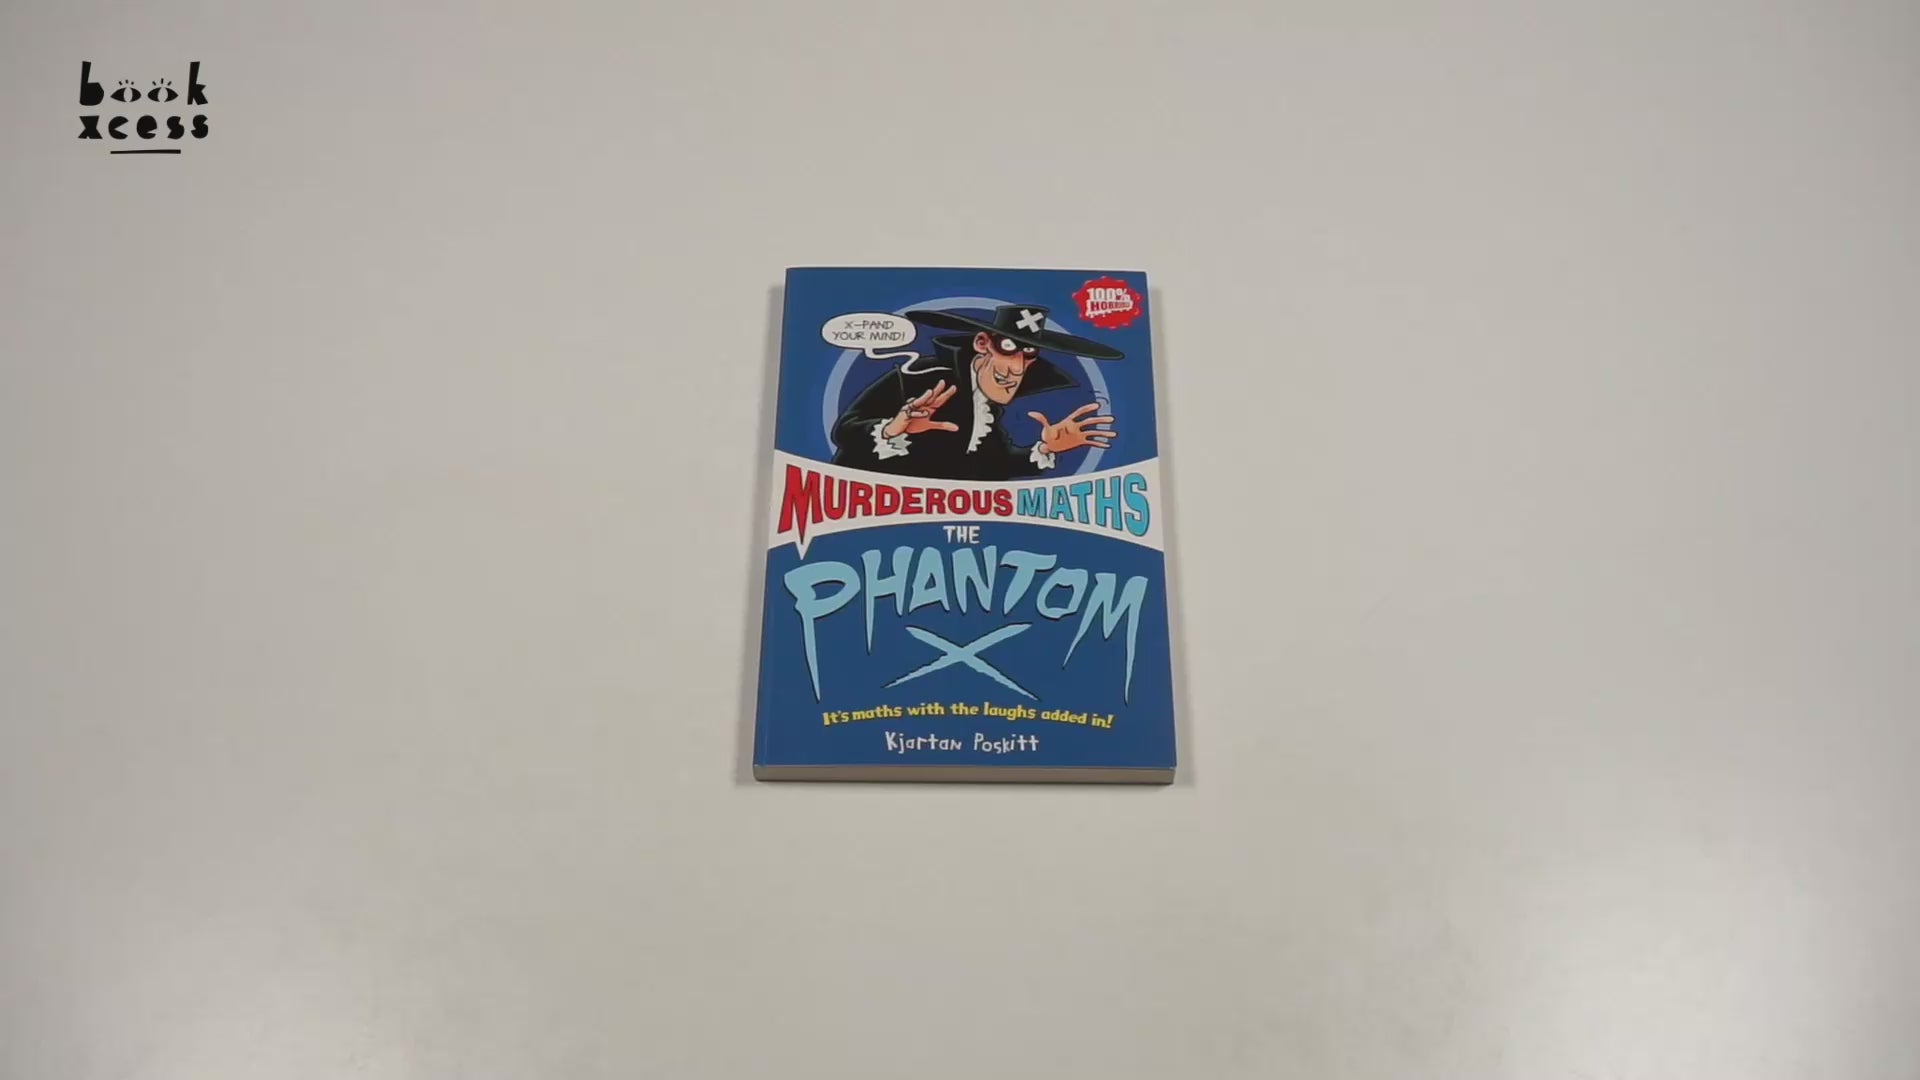 book
xcess
100%
HORRIBLE
X-PAND
YOUR MIND!
MURDEROUS MATHS
THE
PHANTOM
X
It's maths with the laughs added in!
Kjartan Poskitt